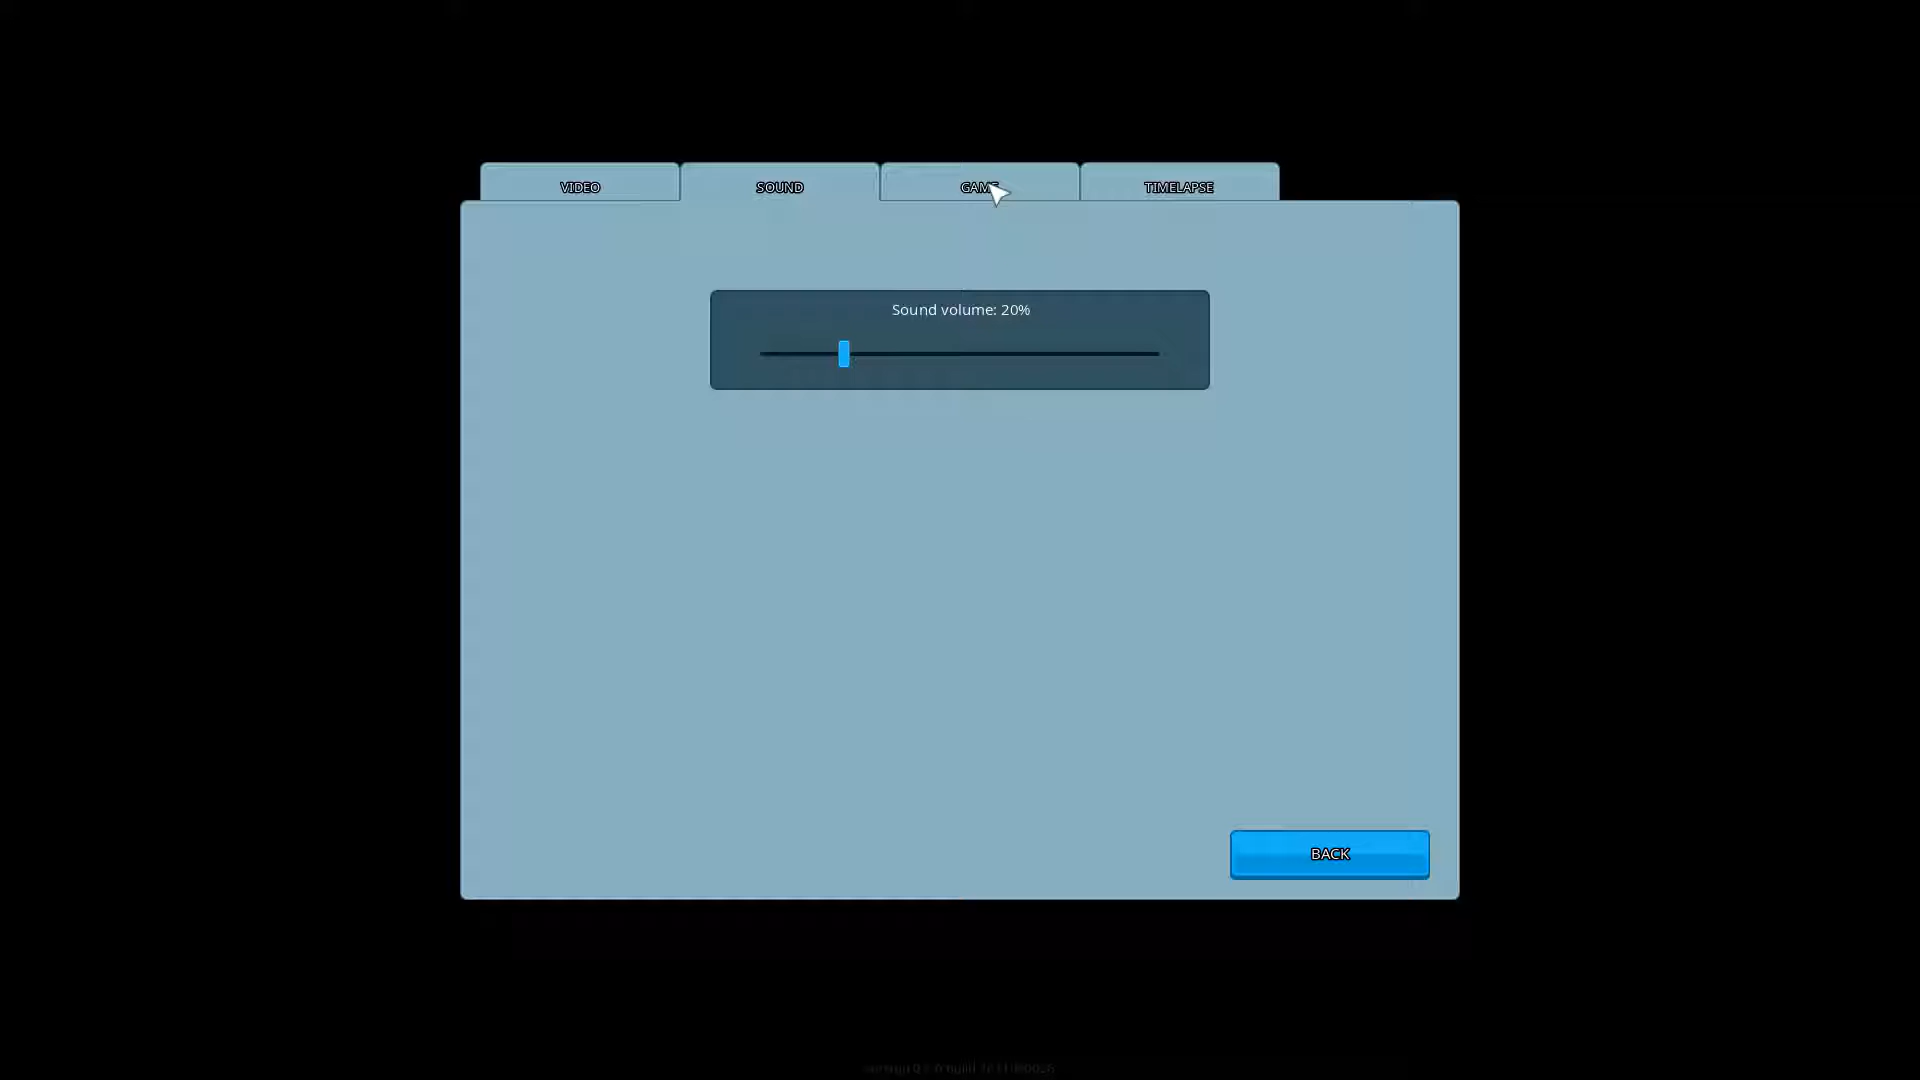 VIDEO
SOUND
GAME
TIMELAPSE
Sound volume: 20%
BACK